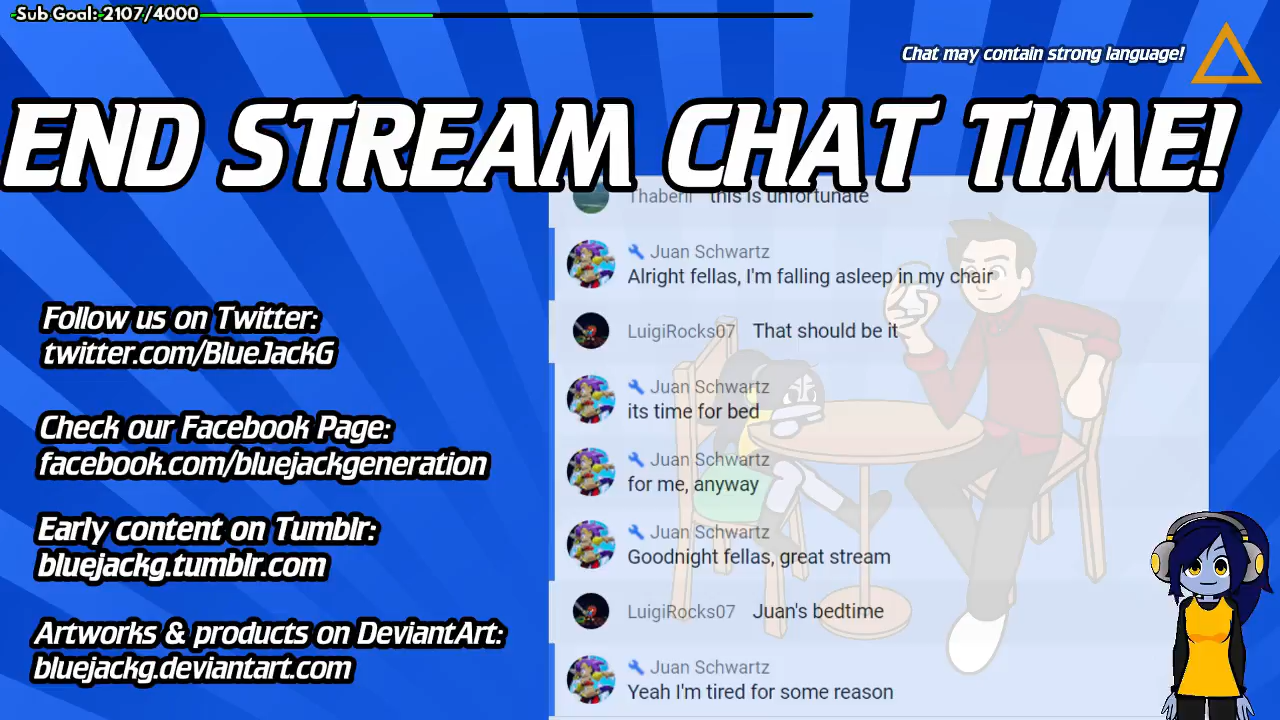 Sub Goal: 2107/4000
Chat may contain strong language!
END STREAM CHAT TIME!
Follow us on Twitter:
twitter.com/BlueJackG
Check our Facebook Page:
facebook.com/bluejackgeneration
Early content on Tumblr:
bluejackg.tumblr.com
Artworks & products on DeviantArt:
bluejackg.deviantart.com
this is unfortunate
Juan Schwartz
Alright fellas, I'm falling asleep in my chair
LuigiRocks07 That should be it
Juan Schwartz
its time for bed
Juan Schwartz
for me, anyway
Juan Schwartz
Goodnight fellas, great stream
LuigiRocks07 Juan's bedtime
Juan Schwartz
Yeah I'm tired for some reason